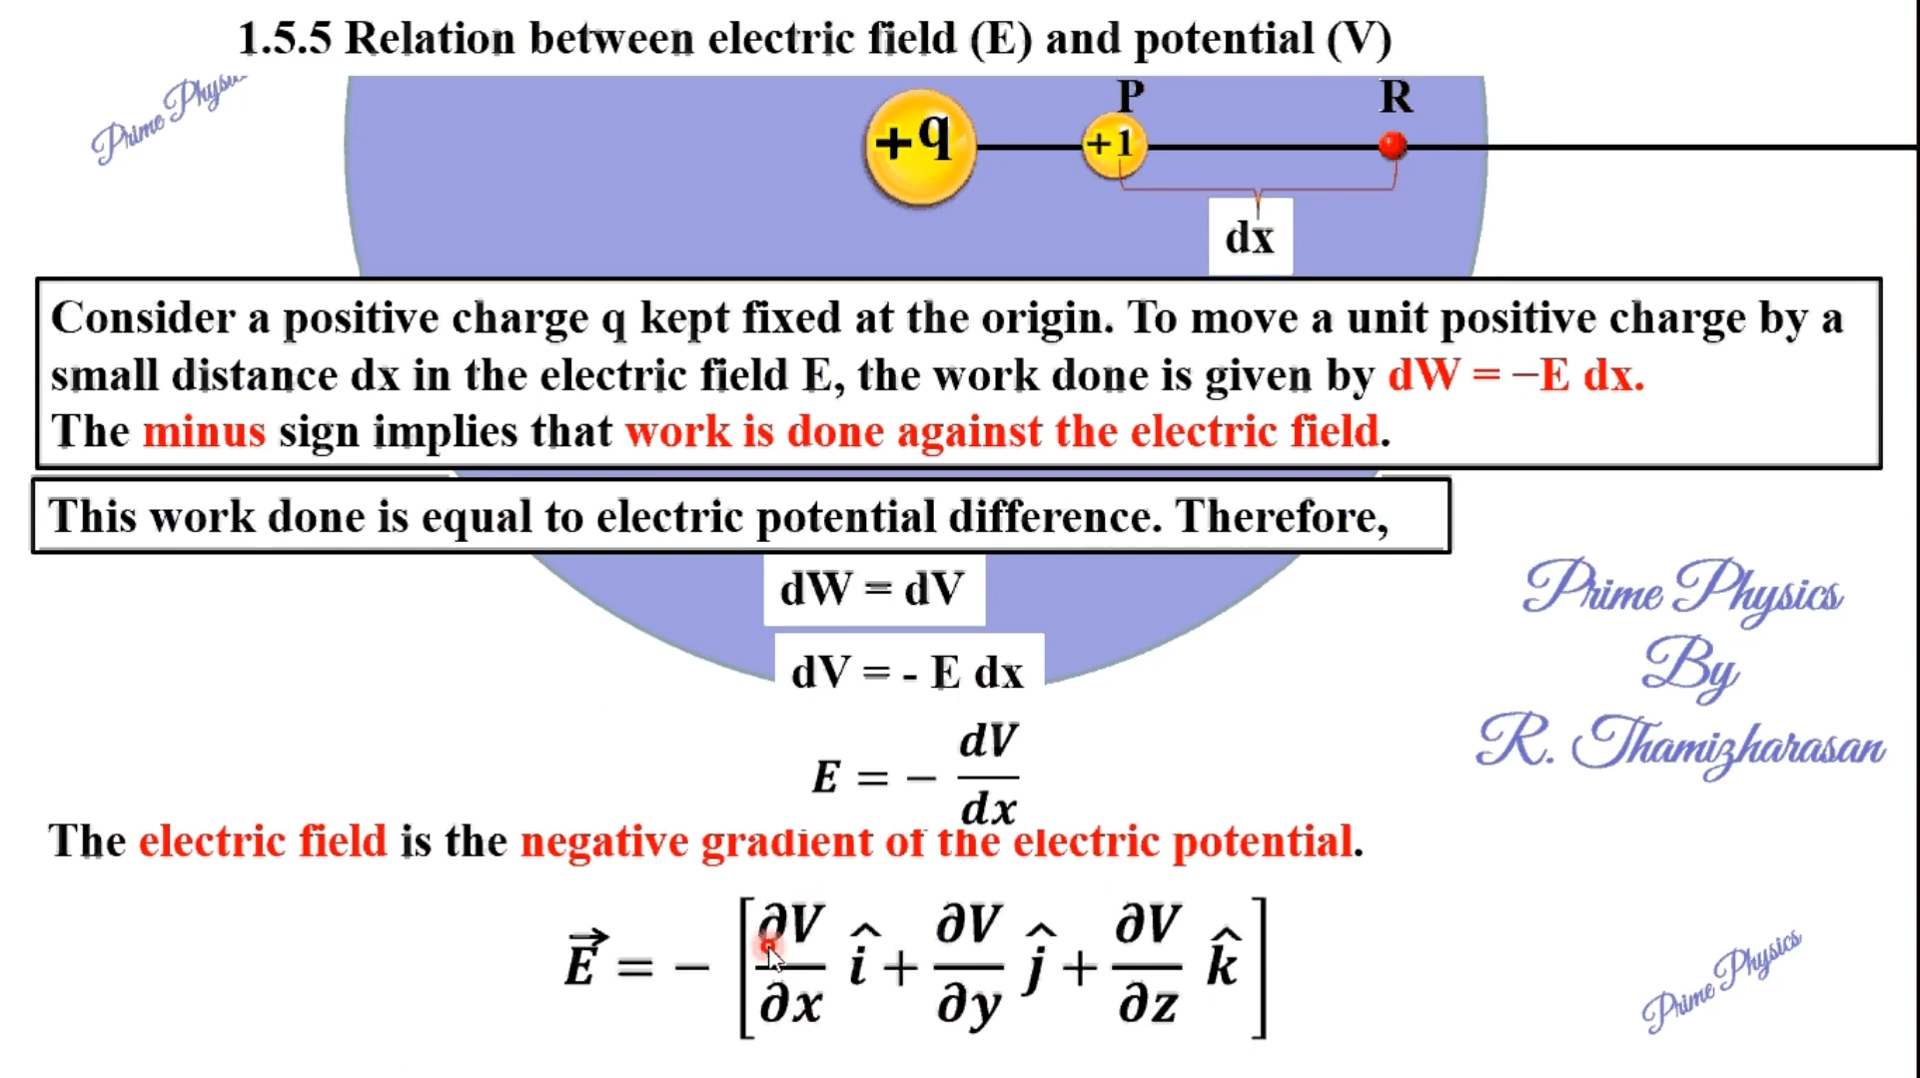 1.5.5 Relation between electric field (E) and potential (V)
Prime Physics
P
R
+q
+1
dx
Consider a positive charge q kept fixed at the origin. To move a unit positive charge by a
small distance dx in the electric field E, the work done is given by dW = −E dx.
The minus sign implies that work is done against the electric field.
This work done is equal to electric potential difference. Therefore,
dW = dV
dV = - E dx
E = − dV/dx
Prime Physics
By
R. Thamizharasan
The electric field is the negative gradient of the electric potential.
E⃗ = − [∂V/∂x î + ∂V/∂y ĵ + ∂V/∂z k̂]
Prime Physics